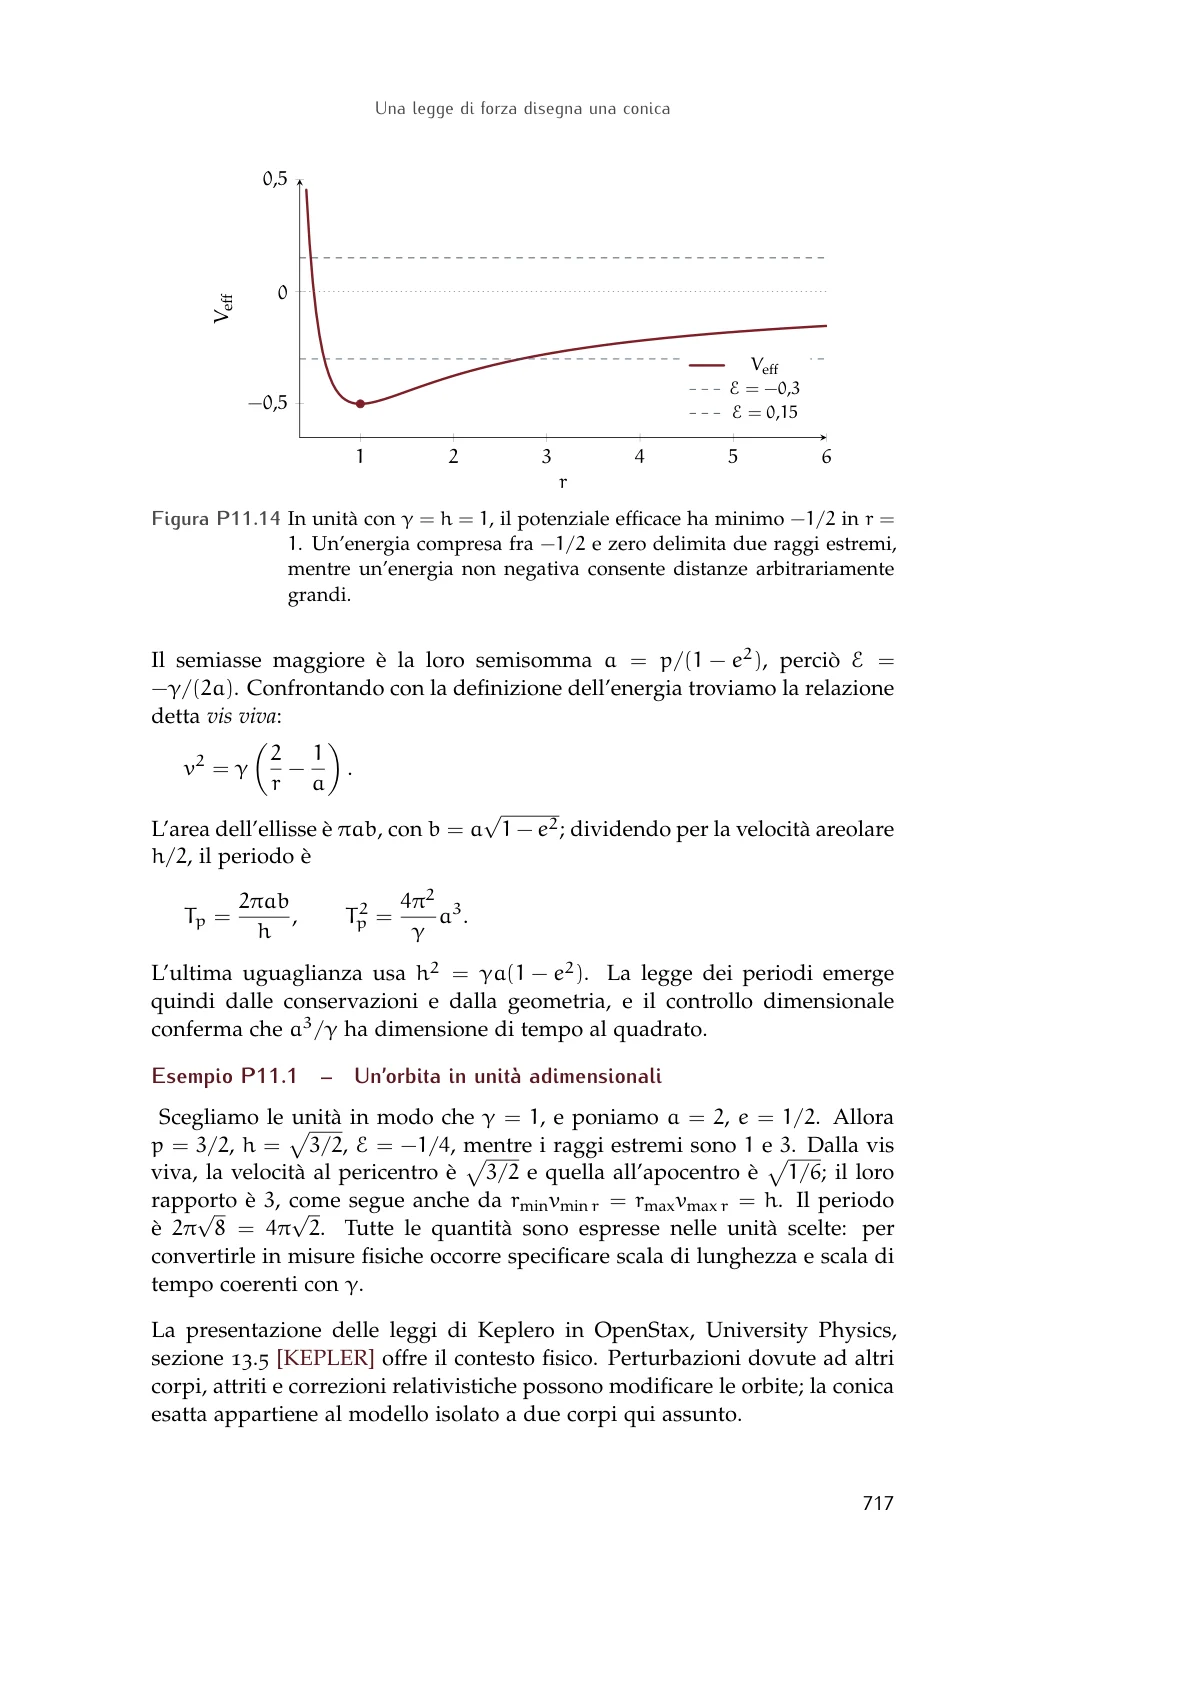 Una legge di forza disegna una conica
0,5
0
−0,5
V_eff
1 2 3 4 5 6
r
V_eff
ℰ = −0,3
ℰ = 0,15
Figura P11.14 In unità con γ = h = 1, il potenziale efficace ha minimo −1/2 in r =
1. Un'energia compresa fra −1/2 e zero delimita due raggi estremi,
mentre un'energia non negativa consente distanze arbitrariamente
grandi.
Il semiasse maggiore è la loro semisomma a = p/(1 − e²), perciò ℰ =
−γ/(2a). Confrontando con la definizione dell'energia troviamo la relazione
detta vis viva:
v² = γ (2/r − 1/a).
L'area dell'ellisse è πab, con b = a√(1 − e²); dividendo per la velocità areolare
h/2, il periodo è
T_p = 2πab/h, T_p² = 4π²/γ a³.
L'ultima uguaglianza usa h² = γa(1 − e²). La legge dei periodi emerge
quindi dalle conservazioni e dalla geometria, e il controllo dimensionale
conferma che a³/γ ha dimensione di tempo al quadrato.
Esempio P11.1 – Un'orbita in unità adimensionali
Scegliamo le unità in modo che γ = 1, e poniamo a = 2, e = 1/2. Allora
p = 3/2, h = √(3/2), ℰ = −1/4, mentre i raggi estremi sono 1 e 3. Dalla vis
viva, la velocità al pericentro è √(3/2) e quella all'apocentro è √(1/6); il loro
rapporto è 3, come segue anche da r_min v_min r = r_max v_max r = h. Il periodo
è 2π√8 = 4π√2. Tutte le quantità sono espresse nelle unità scelte: per
convertirle in misure fisiche occorre specificare scala di lunghezza e scala di
tempo coerenti con γ.
La presentazione delle leggi di Keplero in OpenStax, University Physics,
sezione 13.5 [KEPLER] offre il contesto fisico. Perturbazioni dovute ad altri
corpi, attriti e correzioni relativistiche possono modificare le orbite; la conica
esatta appartiene al modello isolato a due corpi qui assunto.
717